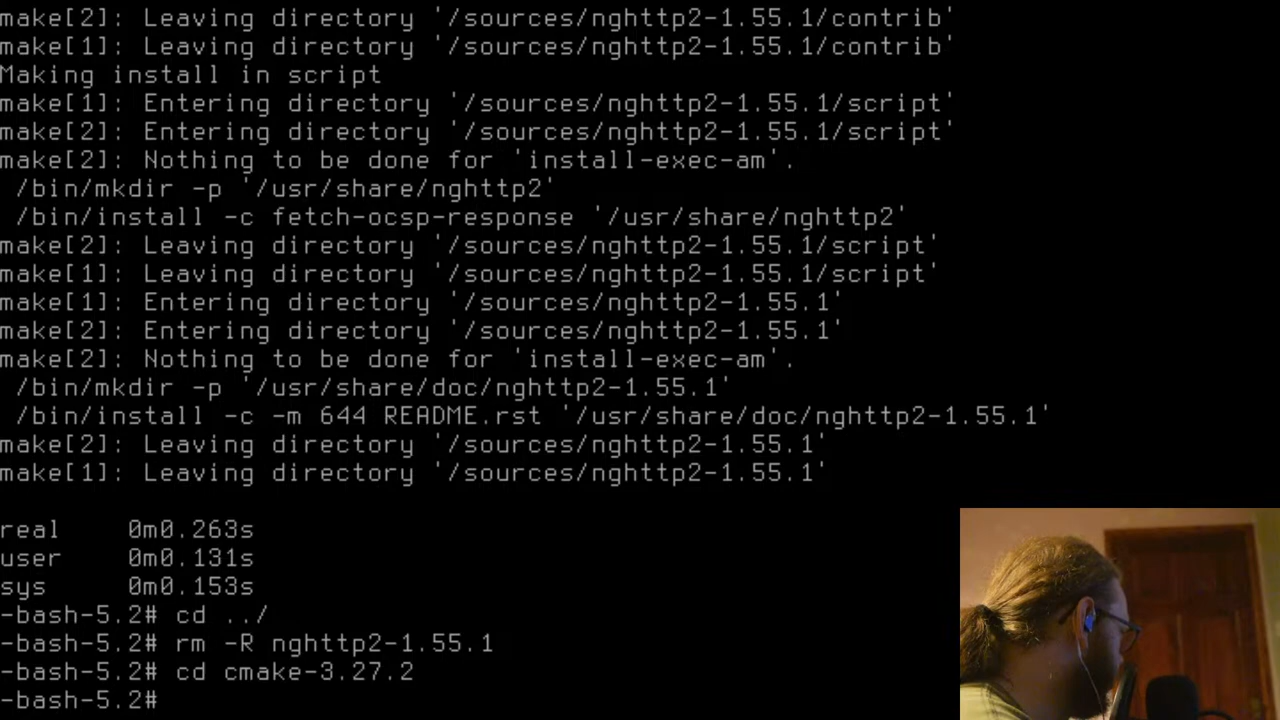 make[2]: Leaving directory '/sources/nghttp2-1.55.1/contrib'
make[1]: Leaving directory '/sources/nghttp2-1.55.1/contrib'
Making install in script
make[1]: Entering directory '/sources/nghttp2-1.55.1/script'
make[2]: Entering directory '/sources/nghttp2-1.55.1/script'
make[2]: Nothing to be done for 'install-exec-am'.
 /bin/mkdir -p '/usr/share/nghttp2'
 /bin/install -c fetch-ocsp-response '/usr/share/nghttp2'
make[2]: Leaving directory '/sources/nghttp2-1.55.1/script'
make[1]: Leaving directory '/sources/nghttp2-1.55.1/script'
make[1]: Entering directory '/sources/nghttp2-1.55.1'
make[2]: Entering directory '/sources/nghttp2-1.55.1'
make[2]: Nothing to be done for 'install-exec-am'.
 /bin/mkdir -p '/usr/share/doc/nghttp2-1.55.1'
 /bin/install -c -m 644 README.rst '/usr/share/doc/nghttp2-1.55.1'
make[2]: Leaving directory '/sources/nghttp2-1.55.1'
make[1]: Leaving directory '/sources/nghttp2-1.55.1'
real    0m0.263s
user    0m0.131s
sys     0m0.153s
-bash-5.2# cd ../
-bash-5.2# rm -R nghttp2-1.55.1
-bash-5.2# cd cmake-3.27.2
-bash-5.2#